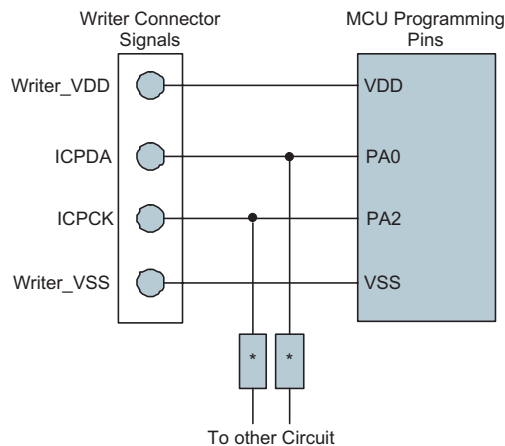 Writer Connector
Signals
MCU Programming
Pins
Writer_VDD
VDD
ICPDA
PA0
ICPCK
PA2
Writer_VSS
VSS
* *
To other Circuit